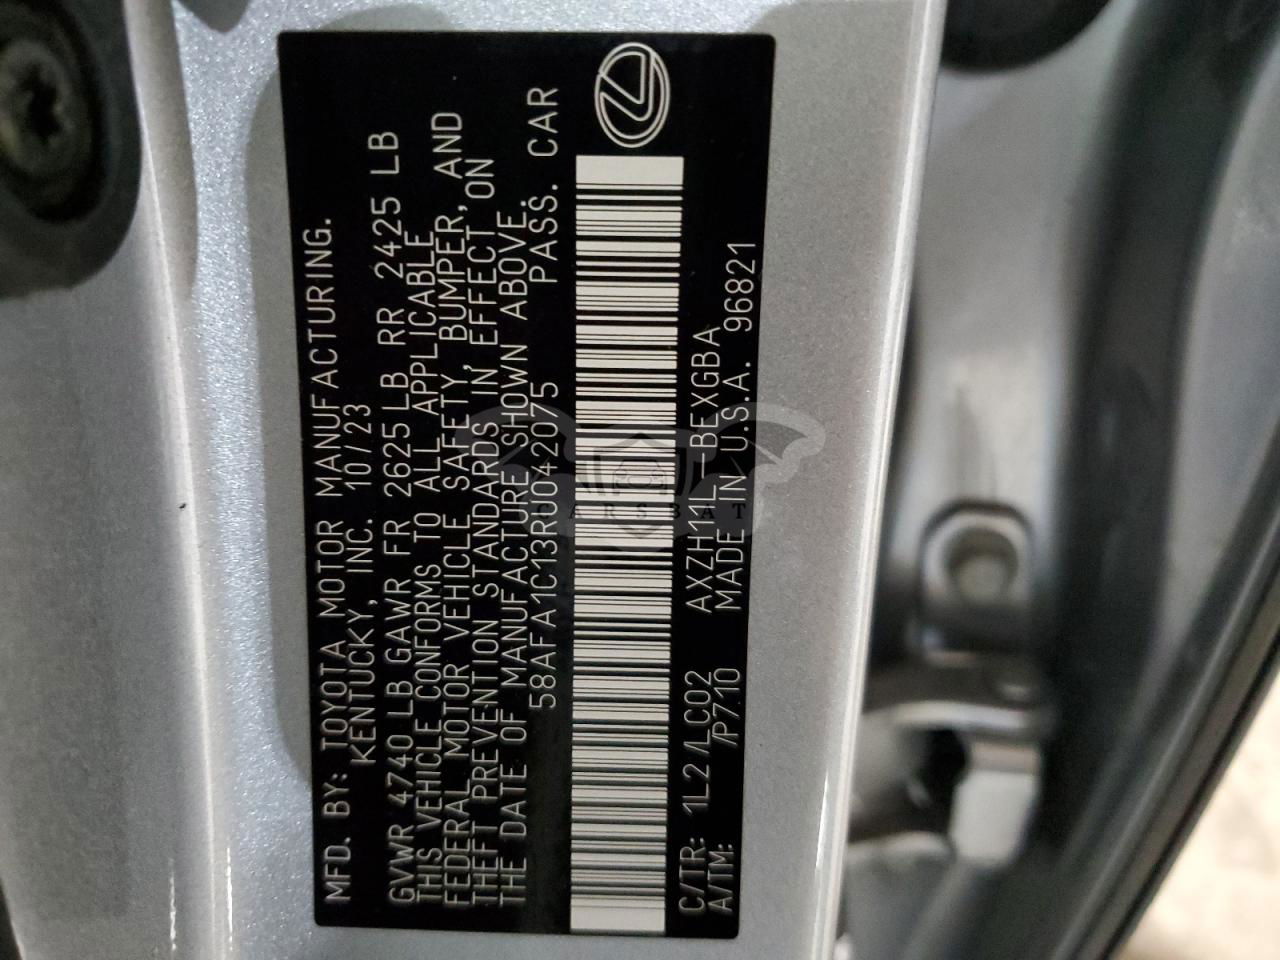 MFD. BY: TOYOTA MOTOR MANUFACTURING.
KENTUCKY, INC. 10/23
GVWR 4740 LB GAWR FR 2625 LB RR 2425 LB
THIS VEHICLE CONFORMS TO ALL APPLICABLE
FEDERAL MOTOR VEHICLE SAFETY, BUMPER, AND
THEFT PREVENTION STANDARDS IN EFFECT ON
THE DATE OF MANUFACTURE SHOWN ABOVE.
58AFA1C13RU042075 PASS. CAR
C/TR: 1L2 /LC02 AXZH11L-BEXGBA
A/TM: /P710 MADE IN U.S.A. 96821
CARSBAT